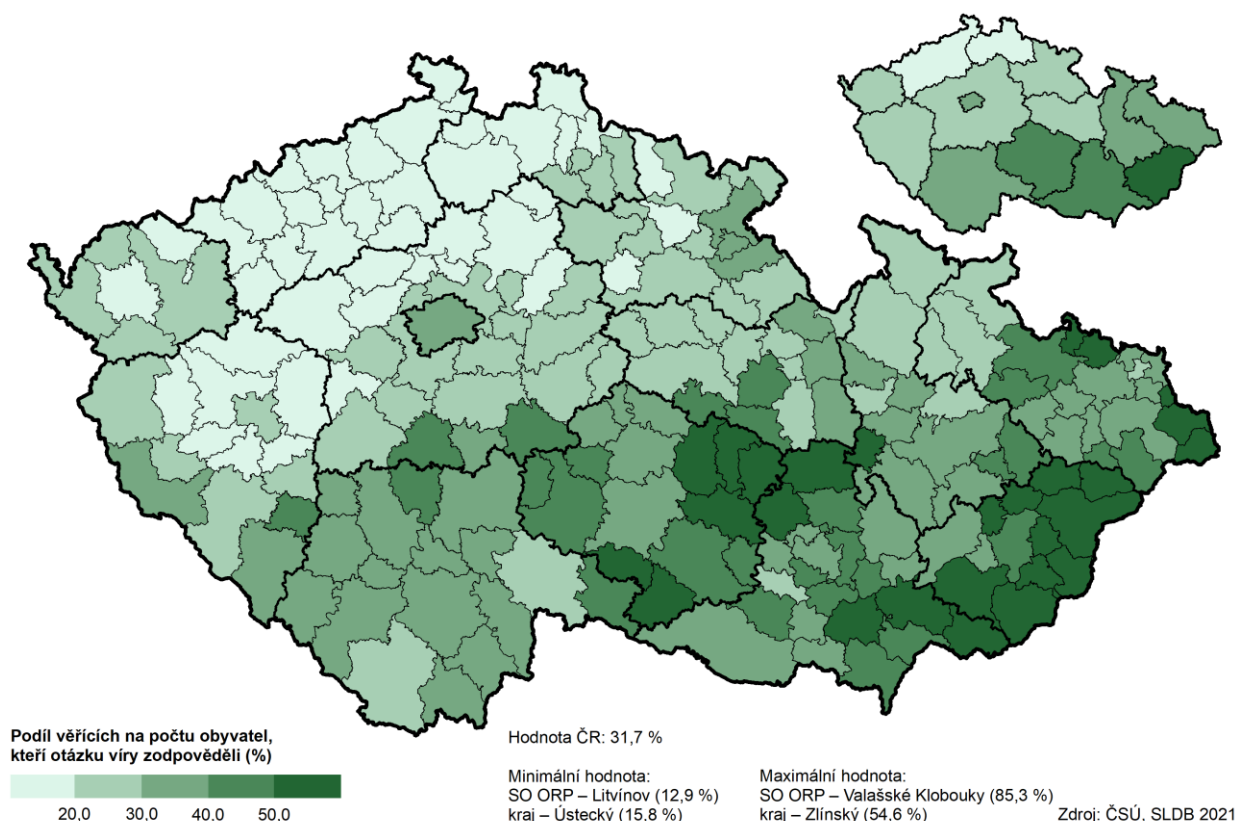 Podíl věřících na počtu obyvatel,
kteří otázku víry zodpověděli (%)
20.0 30.0 40.0 50.0
Hodnota ČR: 31,7 %
Minimální hodnota:
SO ORP – Litvínov (12,9 %)
kraj – Ústecký (15,8 %)
Maximální hodnota:
SO ORP – Valašské Klobouky (85,3 %)
kraj – Zlínský (54,6 %)
Zdroj: ČSÚ, SLDB 2021